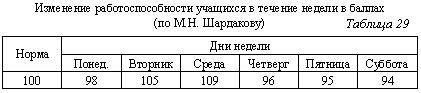 Изменение работоспособности учащихся в течение недели в баллах
(по М.Н. Шардакову) Таблица 29
Норма Дни недели
Понед. Вторник Среда Четверг Пятница Суббота
100 98 105 109 96 95 94